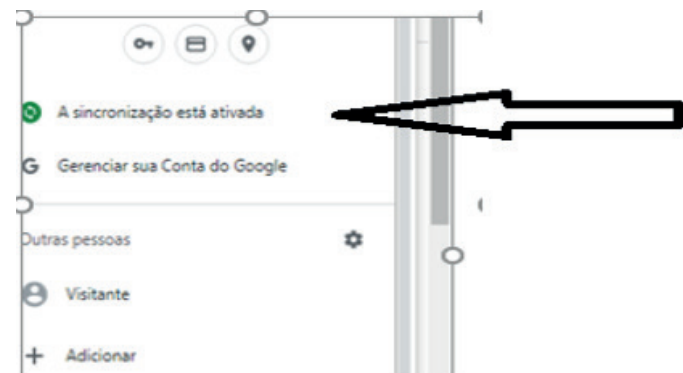 A sincronização está ativada
G Gerenciar sua Conta do Google
Outras pessoas
Visitante
Adicionar